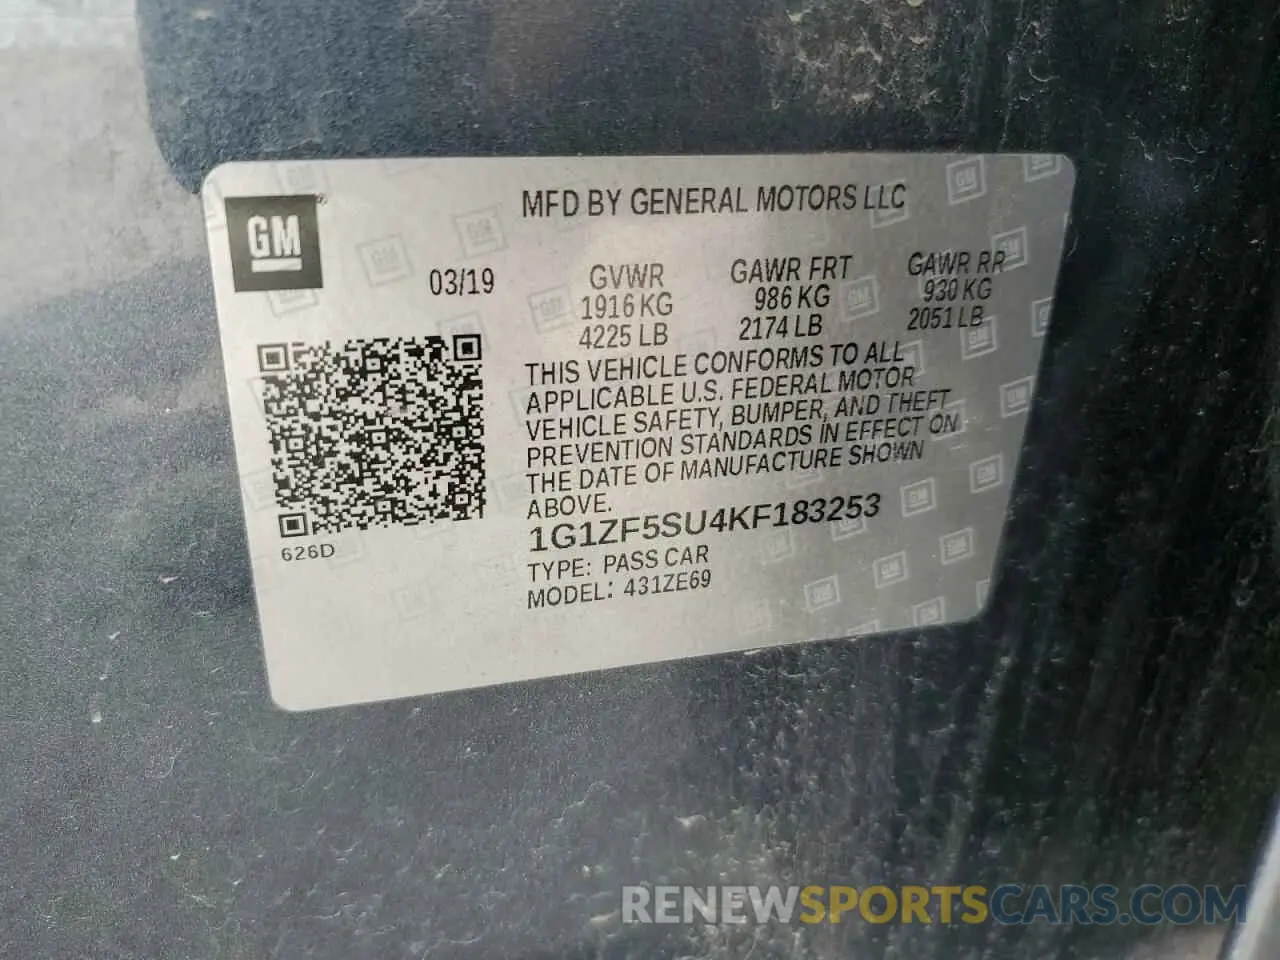 GM
MFD BY GENERAL MOTORS LLC
03/19
GVWR
1916 KG
4225 LB
GAWR FRT
986 KG
2174 LB
GAWR RR
930 KG
2051 LB
THIS VEHICLE CONFORMS TO ALL
APPLICABLE U.S. FEDERAL MOTOR
VEHICLE SAFETY, BUMPER, AND THEFT
PREVENTION STANDARDS IN EFFECT ON
THE DATE OF MANUFACTURE SHOWN
ABOVE.
1G1ZF5SU4KF183253
TYPE: PASS CAR
MODEL: 431ZE69
626D
RENEWSPORTSCARS.COM